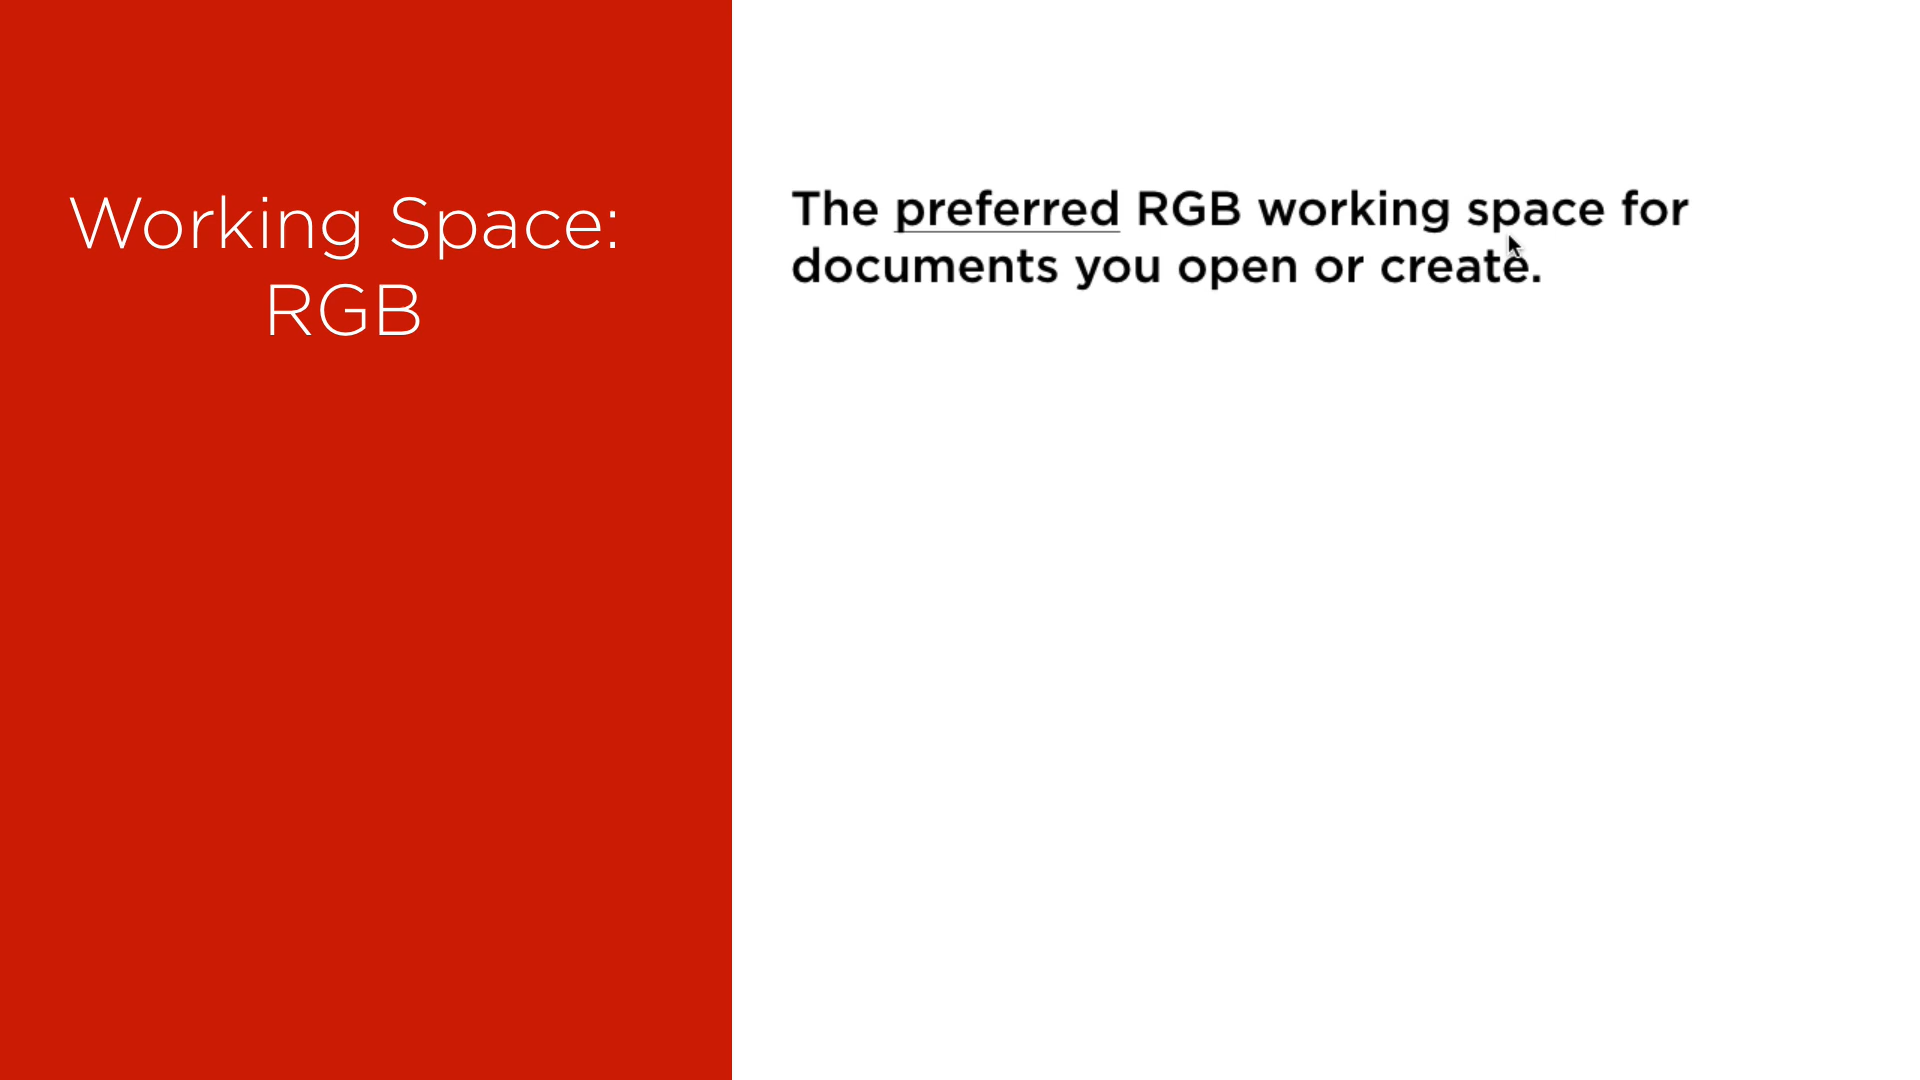 Working Space:
RGB
The preferred RGB working space for
documents you open or create.